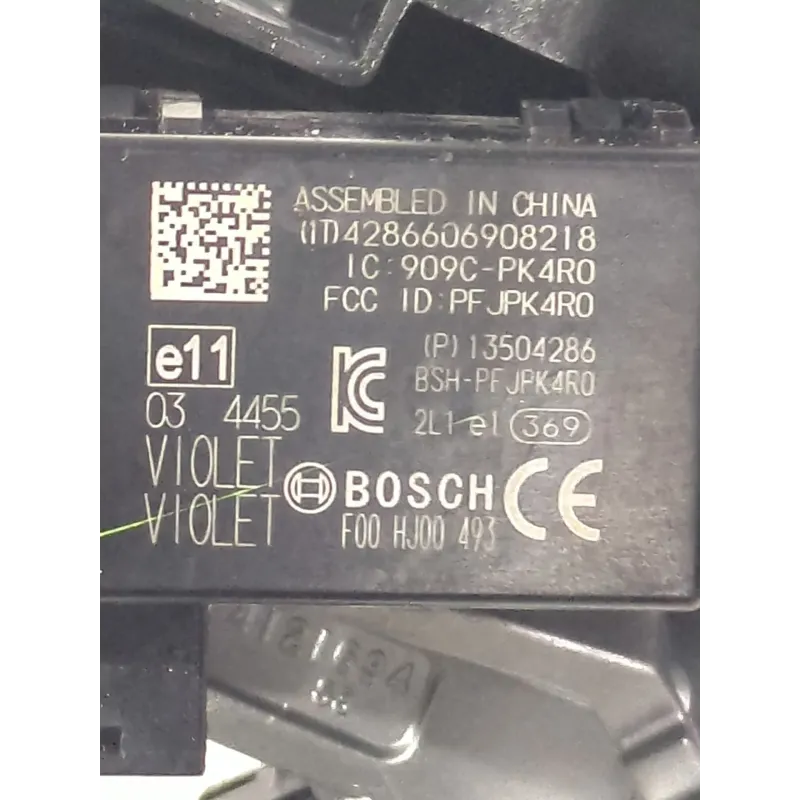 ASSEMBLED IN CHINA
(1T)4286606908218
IC:909C-PK4R0
FCC ID:PFJPK4R0
e11
03 4455
(P)13504286
BSH-PFJPK4R0
2L1 e1 369
VIOLET
VIOLET
BOSCH
CE
F00 HJ00 493